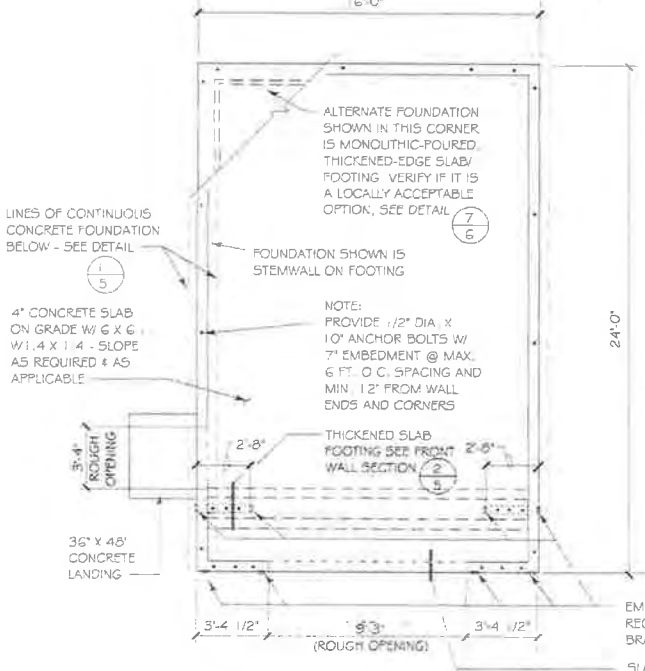 16'-0"
ALTERNATE FOUNDATION
SHOWN IN THIS CORNER
IS MONOLITHIC-POURED,
THICKENED-EDGE SLAB/
FOOTING VERIFY IF IT IS
A LOCALLY ACCEPTABLE
OPTION, SEE DETAIL
7
6
LINES OF CONTINUOUS
CONCRETE FOUNDATION
BELOW - SEE DETAIL
1
5
FOUNDATION SHOWN IS
STEMWALL ON FOOTING
4" CONCRETE SLAB
ON GRADE W/ 6 X 6
W1.4 X 1.4 - SLOPE
AS REQUIRED & AS
APPLICABLE
NOTE:
PROVIDE 1/2" DIA. X
10" ANCHOR BOLTS W/
7" EMBEDMENT @ MAX.
6 FT. O.C. SPACING AND
MIN. 12" FROM WALL
ENDS AND CORNERS
24'-0"
3'-4"
ROUGH
OPENING
2'-8"
THICKENED SLAB
FOOTING SEE FRONT
WALL SECTION
2
5
2'-8"
36" X 48"
CONCRETE
LANDING
3'-4 1/2"
9'-3"
(ROUGH OPENING)
3'-4 1/2"
EM
REC
BRA